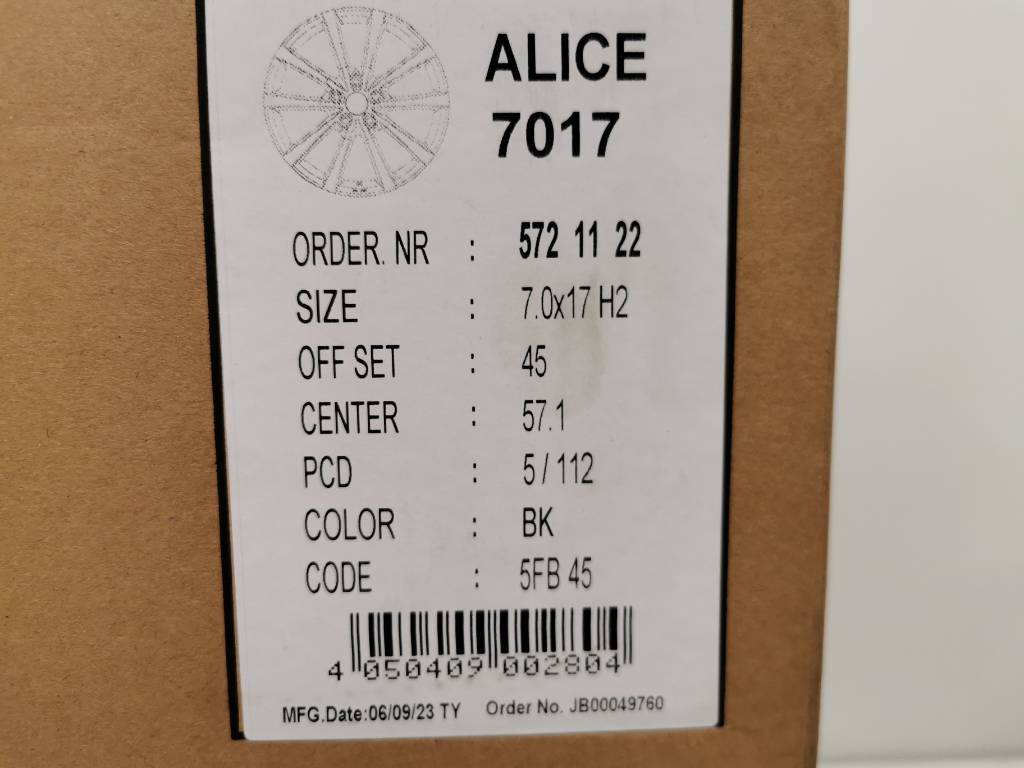 ALICE
7017
ORDER. NR : 572 11 22
SIZE : 7.0x17 H2
OFF SET : 45
CENTER : 57.1
PCD : 5 / 112
COLOR : BK
CODE : 5FB 45
4 050409 002804
MFG.Date:06/09/23 TY Order No. JB00049760